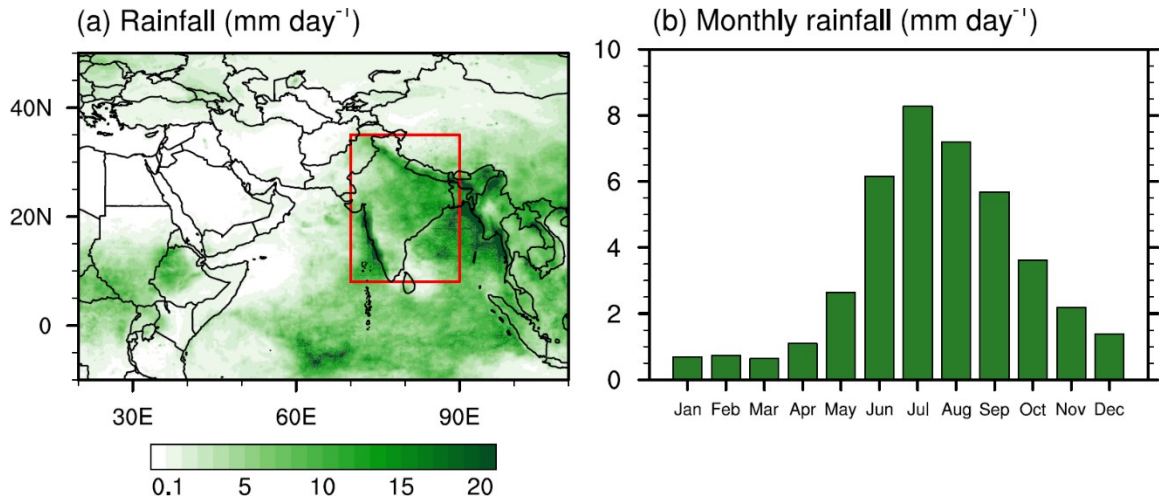 (a) Rainfall (mm day⁻¹)
40N
20N
0
30E 60E 90E
0.1 5 10 15 20
(b) Monthly rainfall (mm day⁻¹)
10
8
6
4
2
0
Jan Feb Mar Apr May Jun Jul Aug Sep Oct Nov Dec